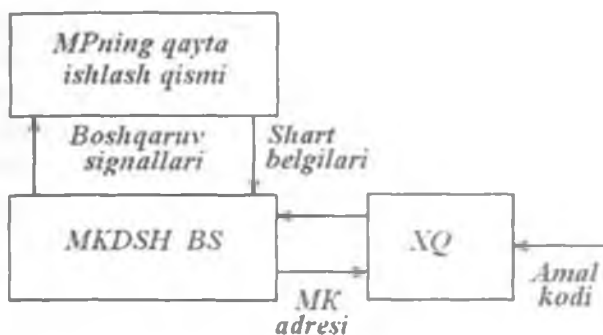 MPning qayta
ishlash qismi
Boshqaruv
signallari
Shart
belgilari
MKDSH BS
XQ
MK
adresi
Amal
kodi